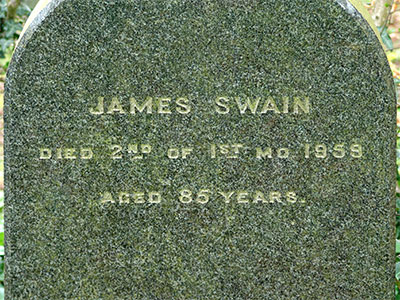 JAMES SWAIN
DIED 2ND OF 1ST MO 1959
AGED 85 YEARS.